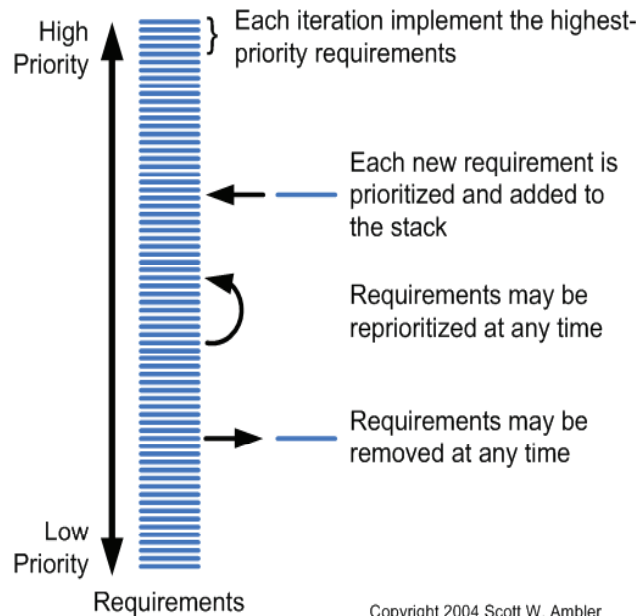 High
Priority
Each iteration implement the highest-
priority requirements
Each new requirement is
prioritized and added to
the stack
Requirements may be
reprioritized at any time
Requirements may be
removed at any time
Low
Priority
Requirements
Copyright 2004 Scott W. Ambler